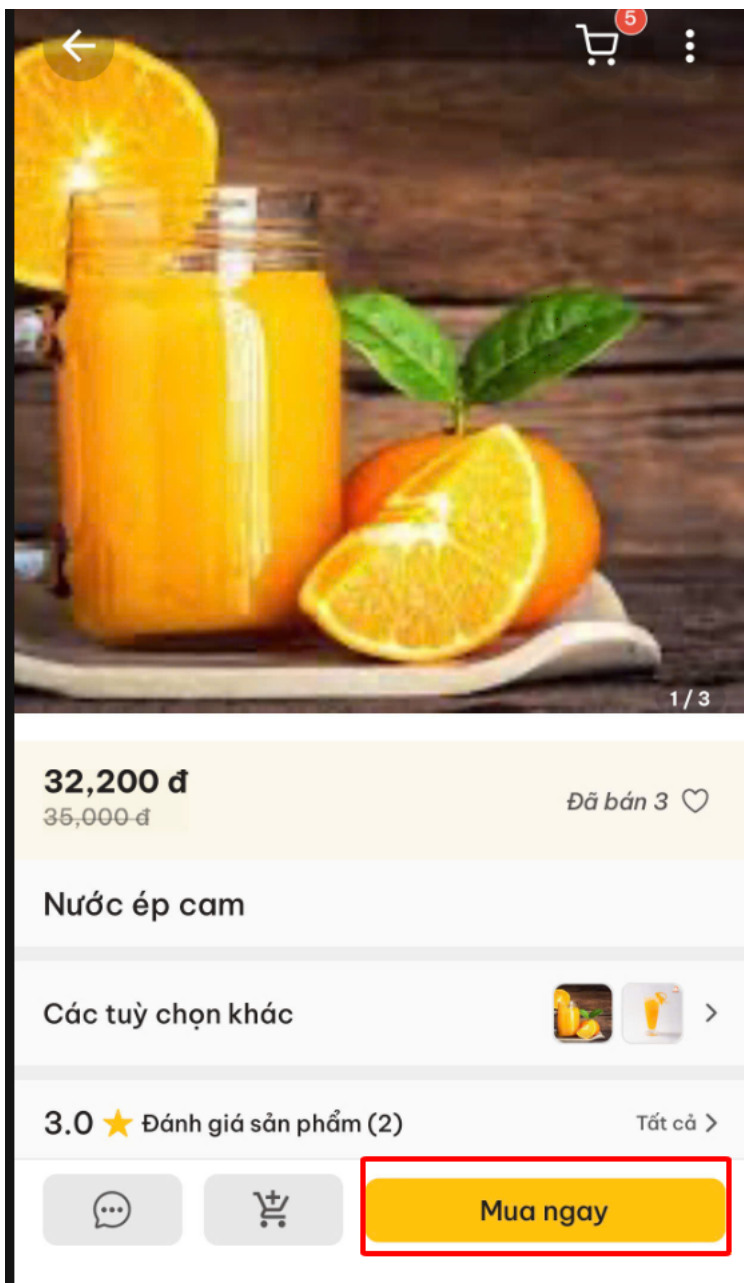 5
1/3
32,200 đ
35,000 đ
Đã bán 3
Nước ép cam
Các tuỳ chọn khác
3.0 Đánh giá sản phẩm (2)
Tất cả
Mua ngay